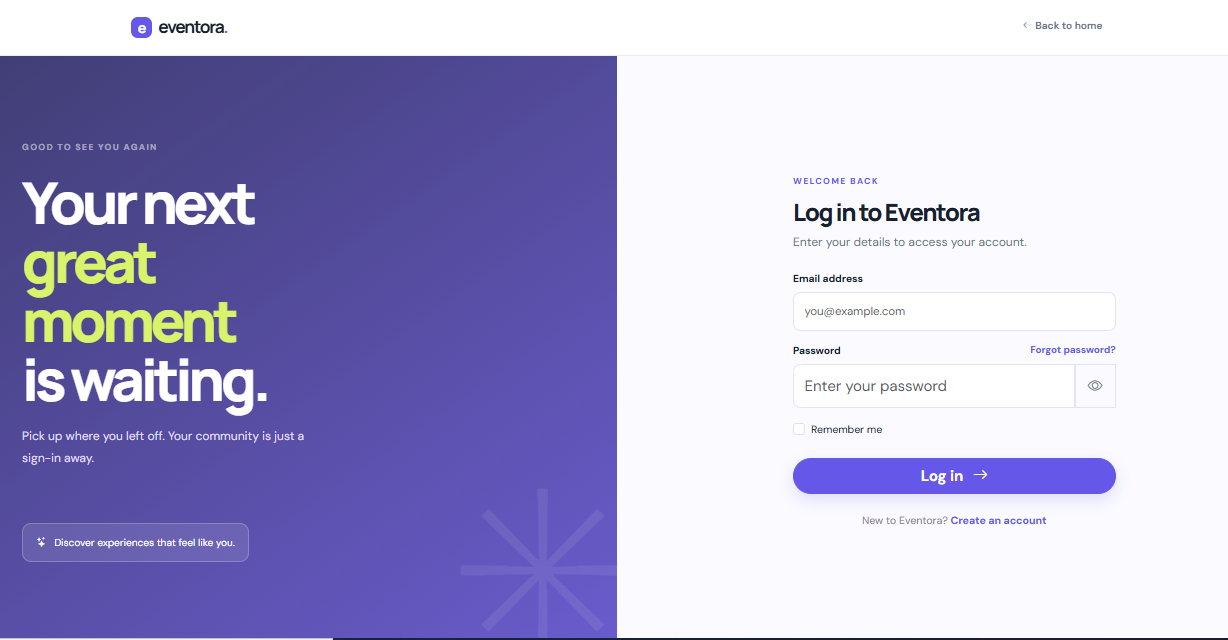 e eventora.
← Back to home
GOOD TO SEE YOU AGAIN
Your next
great
moment
is waiting.
Pick up where you left off. Your community is just a
sign-in away.
Discover experiences that feel like you.
WELCOME BACK
Log in to Eventora
Enter your details to access your account.
Email address
you@example.com
Password Forgot password?
Enter your password
Remember me
Log in →
New to Eventora? Create an account